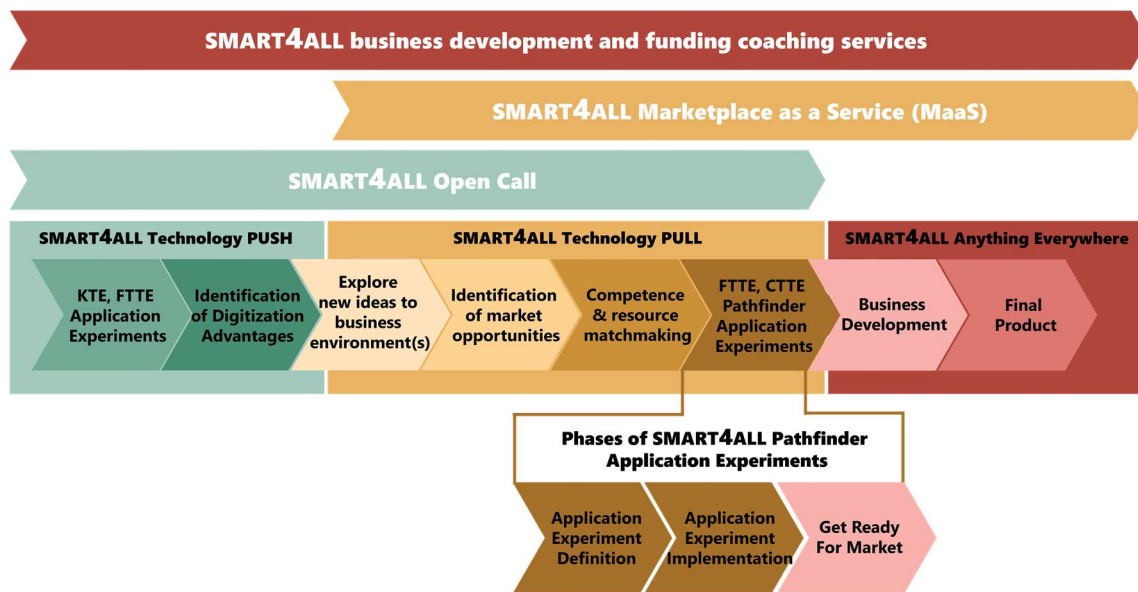 SMART4ALL business development and funding coaching services
SMART4ALL Marketplace as a Service (MaaS)
SMART4ALL Open Call
SMART4ALL Technology PUSH
SMART4ALL Technology PULL
SMART4ALL Anything Everywhere
KTE, FTTE
Application
Experiments
Identification
of Digitization
Advantages
Explore
new ideas to
business
environment(s)
Identification
of market
opportunities
Competence
& resource
matchmaking
FTTE, CTTE
Pathfinder
Application
Experiments
Business
Development
Final
Product
Phases of SMART4ALL Pathfinder
Application Experiments
Application
Experiment
Definition
Application
Experiment
Implementation
Get Ready
For Market